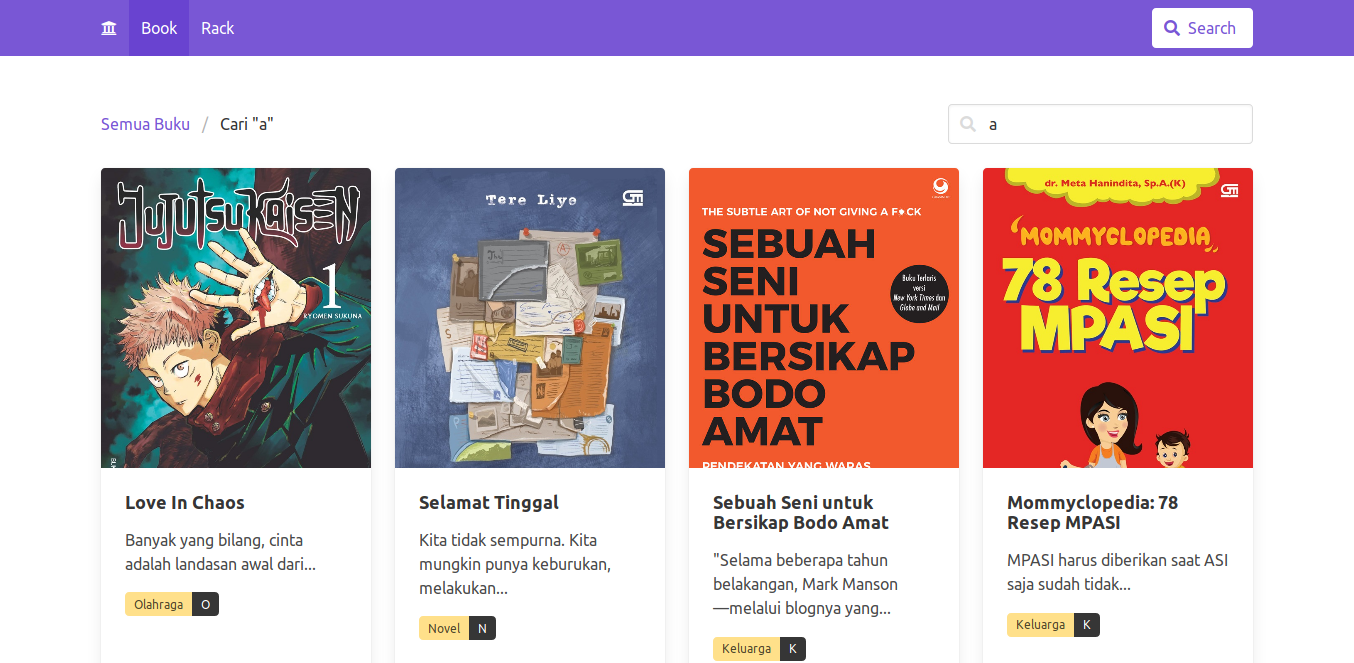 Book
Rack
Search
Semua Buku / Cari "a"
a
JUJUTSU KAISEN
1
RYOMEN SUKUNA
Love In Chaos
Banyak yang bilang, cinta
adalah landasan awal dari...
Olahraga O
Tere Liye
Selamat Tinggal
Kita tidak sempurna. Kita
mungkin punya keburukan,
melakukan...
Novel N
THE SUBTLE ART OF NOT GIVING A F*CK
SEBUAH
SENI
UNTUK
BERSIKAP
BODO
AMAT
Buku Terlaris
versi
New York Times dan
Globe and Mail
PENDEKATAN YANG WARAS
Sebuah Seni untuk
Bersikap Bodo Amat
"Selama beberapa tahun
belakangan, Mark Manson
—melalui blognya yang...
Keluarga K
dr. Meta Hanindita, Sp.A.(K)
"MOMMYCLOPEDIA,,
78 Resep
MPASI
Mommyclopedia: 78
Resep MPASI
MPASI harus diberikan saat ASI
saja sudah tidak...
Keluarga K